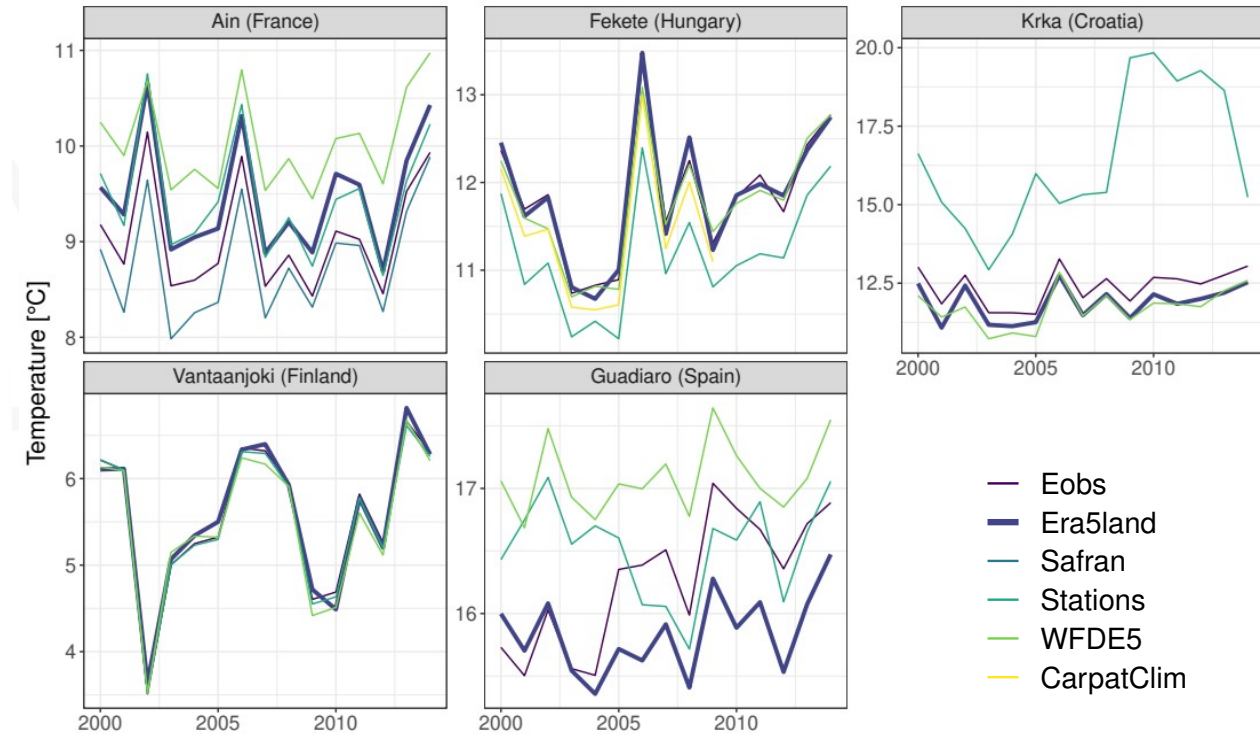 Ain (France)
Fekete (Hungary)
Krka (Croatia)
11
10
9
8
13
12
11
20.0
17.5
15.0
12.5
2000
2005
2010
Vantaanjoki (Finland)
Guadiaro (Spain)
6
5
4
2000
2005
2010
17
16
2000
2005
2010
Temperature [°C]
Eobs
Era5land
Safran
Stations
WFDE5
CarpatClim